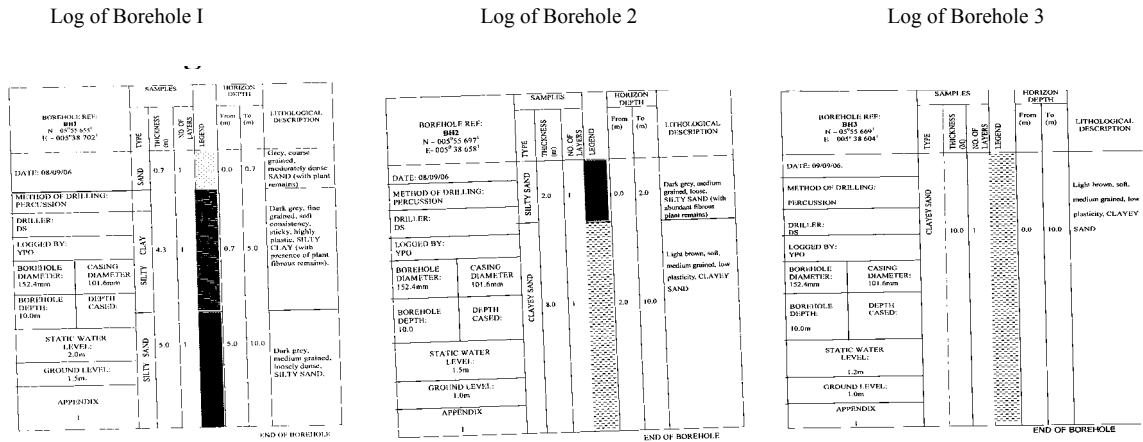 Log of Borehole I
Log of Borehole 2
Log of Borehole 3
SAMPLES
HORIZON
DEPTH
BOREHOLE REF:
BH1
N - 05°55 655'
E - 005°38 702'
TYPE
THICKNESS
(m)
NO. OF
LAYERS
LEGEND
From
(m)
To
(m)
LITHOLOGICAL
DESCRIPTION
DATE: 08/09/06
SAND
0.7
1
0.0
0.7
Grey, coarse
grained,
moderately dense
SAND (with plant
remains)
METHOD OF DRILLING:
PERCUSSION
DRILLER:
DS
LOGGED BY:
YPO
BOREHOLE
DIAMETER:
152.4mm
CASING
DIAMETER
101.6mm
BOREHOLE
DEPTH:
10.0m
DEPTH
CASED:
SILTY CLAY
4.3
1
0.7
5.0
Dark grey, fine
grained, soft
consistency,
sticky, highly
plastic, SILTY
CLAY (with
presence of plant
fibrous remains).
STATIC WATER
LEVEL:
2.0m
GROUND LEVEL:
1.5m.
APPENDIX
1
SILTY SAND
5.0
1
5.0
10.0
Dark grey,
medium grained,
loosely dense,
SILTY SAND.
END OF BOREHOLE
SAMPLES
HORIZON
DEPTH
BOREHOLE REF:
BH2
N – 05°55 697'
E- 005° 38 658'
TYPE
THICKNESS
(m)
NO. OF
LAYERS
LEGEND
From
(m)
To
(m)
LITHOLOGICAL
DESCRIPTION
DATE: 08/09/06
METHOD OF DRILLING:
PERCUSSION
SILTY SAND
2.0
1
0.0
2.0
Dark grey, medium
grained, loose,
SILTY SAND (with
abundant fibrous
plant remains)
DRILLER:
DS
LOGGED BY:
YPO
BOREHOLE
DIAMETER:
152.4mm
CASING
DIAMETER
101.6mm
BOREHOLE
DEPTH:
10.0
DEPTH
CASED:
CLAYEY SAND
8.0
1
2.0
10.0
Light brown, soft,
medium grained, low
plasticity, CLAYEY
SAND
STATIC WATER
LEVEL:
1.5m
GROUND LEVEL:
1.0m
APPENDIX
1
END OF BOREHOLE
SAMPLES
HORIZON
DEPTH
BOREHOLE REF:
BH3
N – 05°55 669'
E - 005°38 604'
TYPE
THICKNESS
(m)
NO. OF
LAYERS
LEGEND
From
(m)
To
(m)
LITHOLOGICAL
DESCRIPTION
DATE: 09/09/06.
METHOD OF DRILLING:
PERCUSSION
DRILLER:
DS
LOGGED BY:
YPO
BOREHOLE
DIAMETER:
152.4mm
CASING
DIAMETER
101.6mm
BOREHOLE
DEPTH:
10.0m
DEPTH
CASED:
CLAYEY SAND
10.0
1
0.0
10.0
Light brown, soft,
medium grained, low
plasticity, CLAYEY
SAND
STATIC WATER
LEVEL:
1.2m
GROUND LEVEL:
1.0m
APPENDIX
1
END OF BOREHOLE